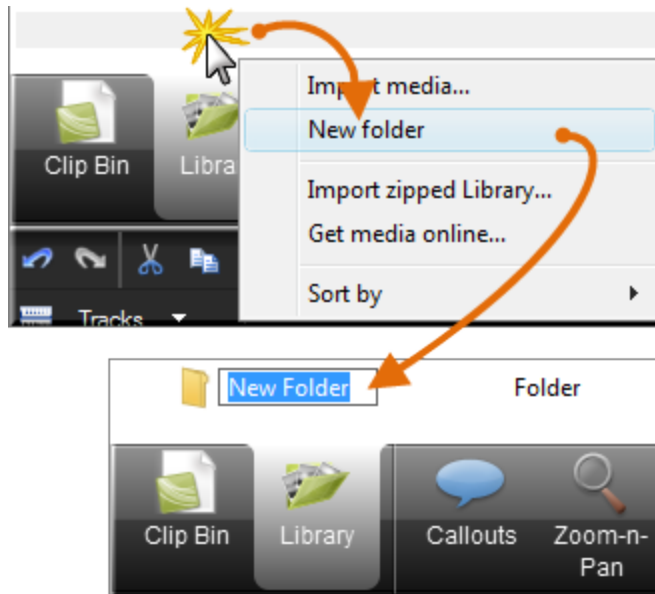 Import media...
New folder
Clip Bin
Libra
Import zipped Library...
Get media online...
Sort by
Tracks
New Folder
Folder
Clip Bin
Library
Callouts
Zoom-n-
Pan